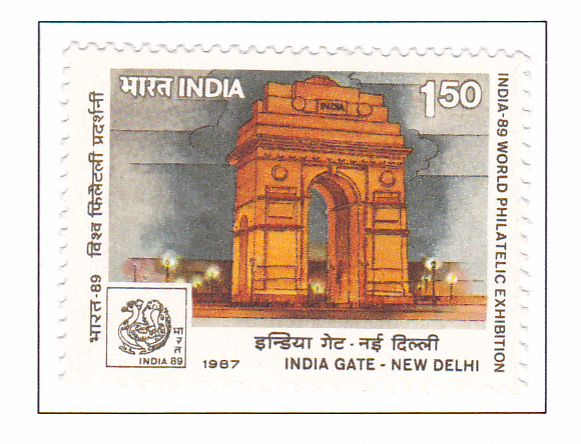 भारत INDIA
1.50
INDIA
INDIA-89 WORLD PHILATELIC EXHIBITION
भारत-89 विश्व फिलैटली प्रदर्शनी
भारत
INDIA 89
1987
इन्डिया गेट - नई दिल्ली
INDIA GATE - NEW DELHI